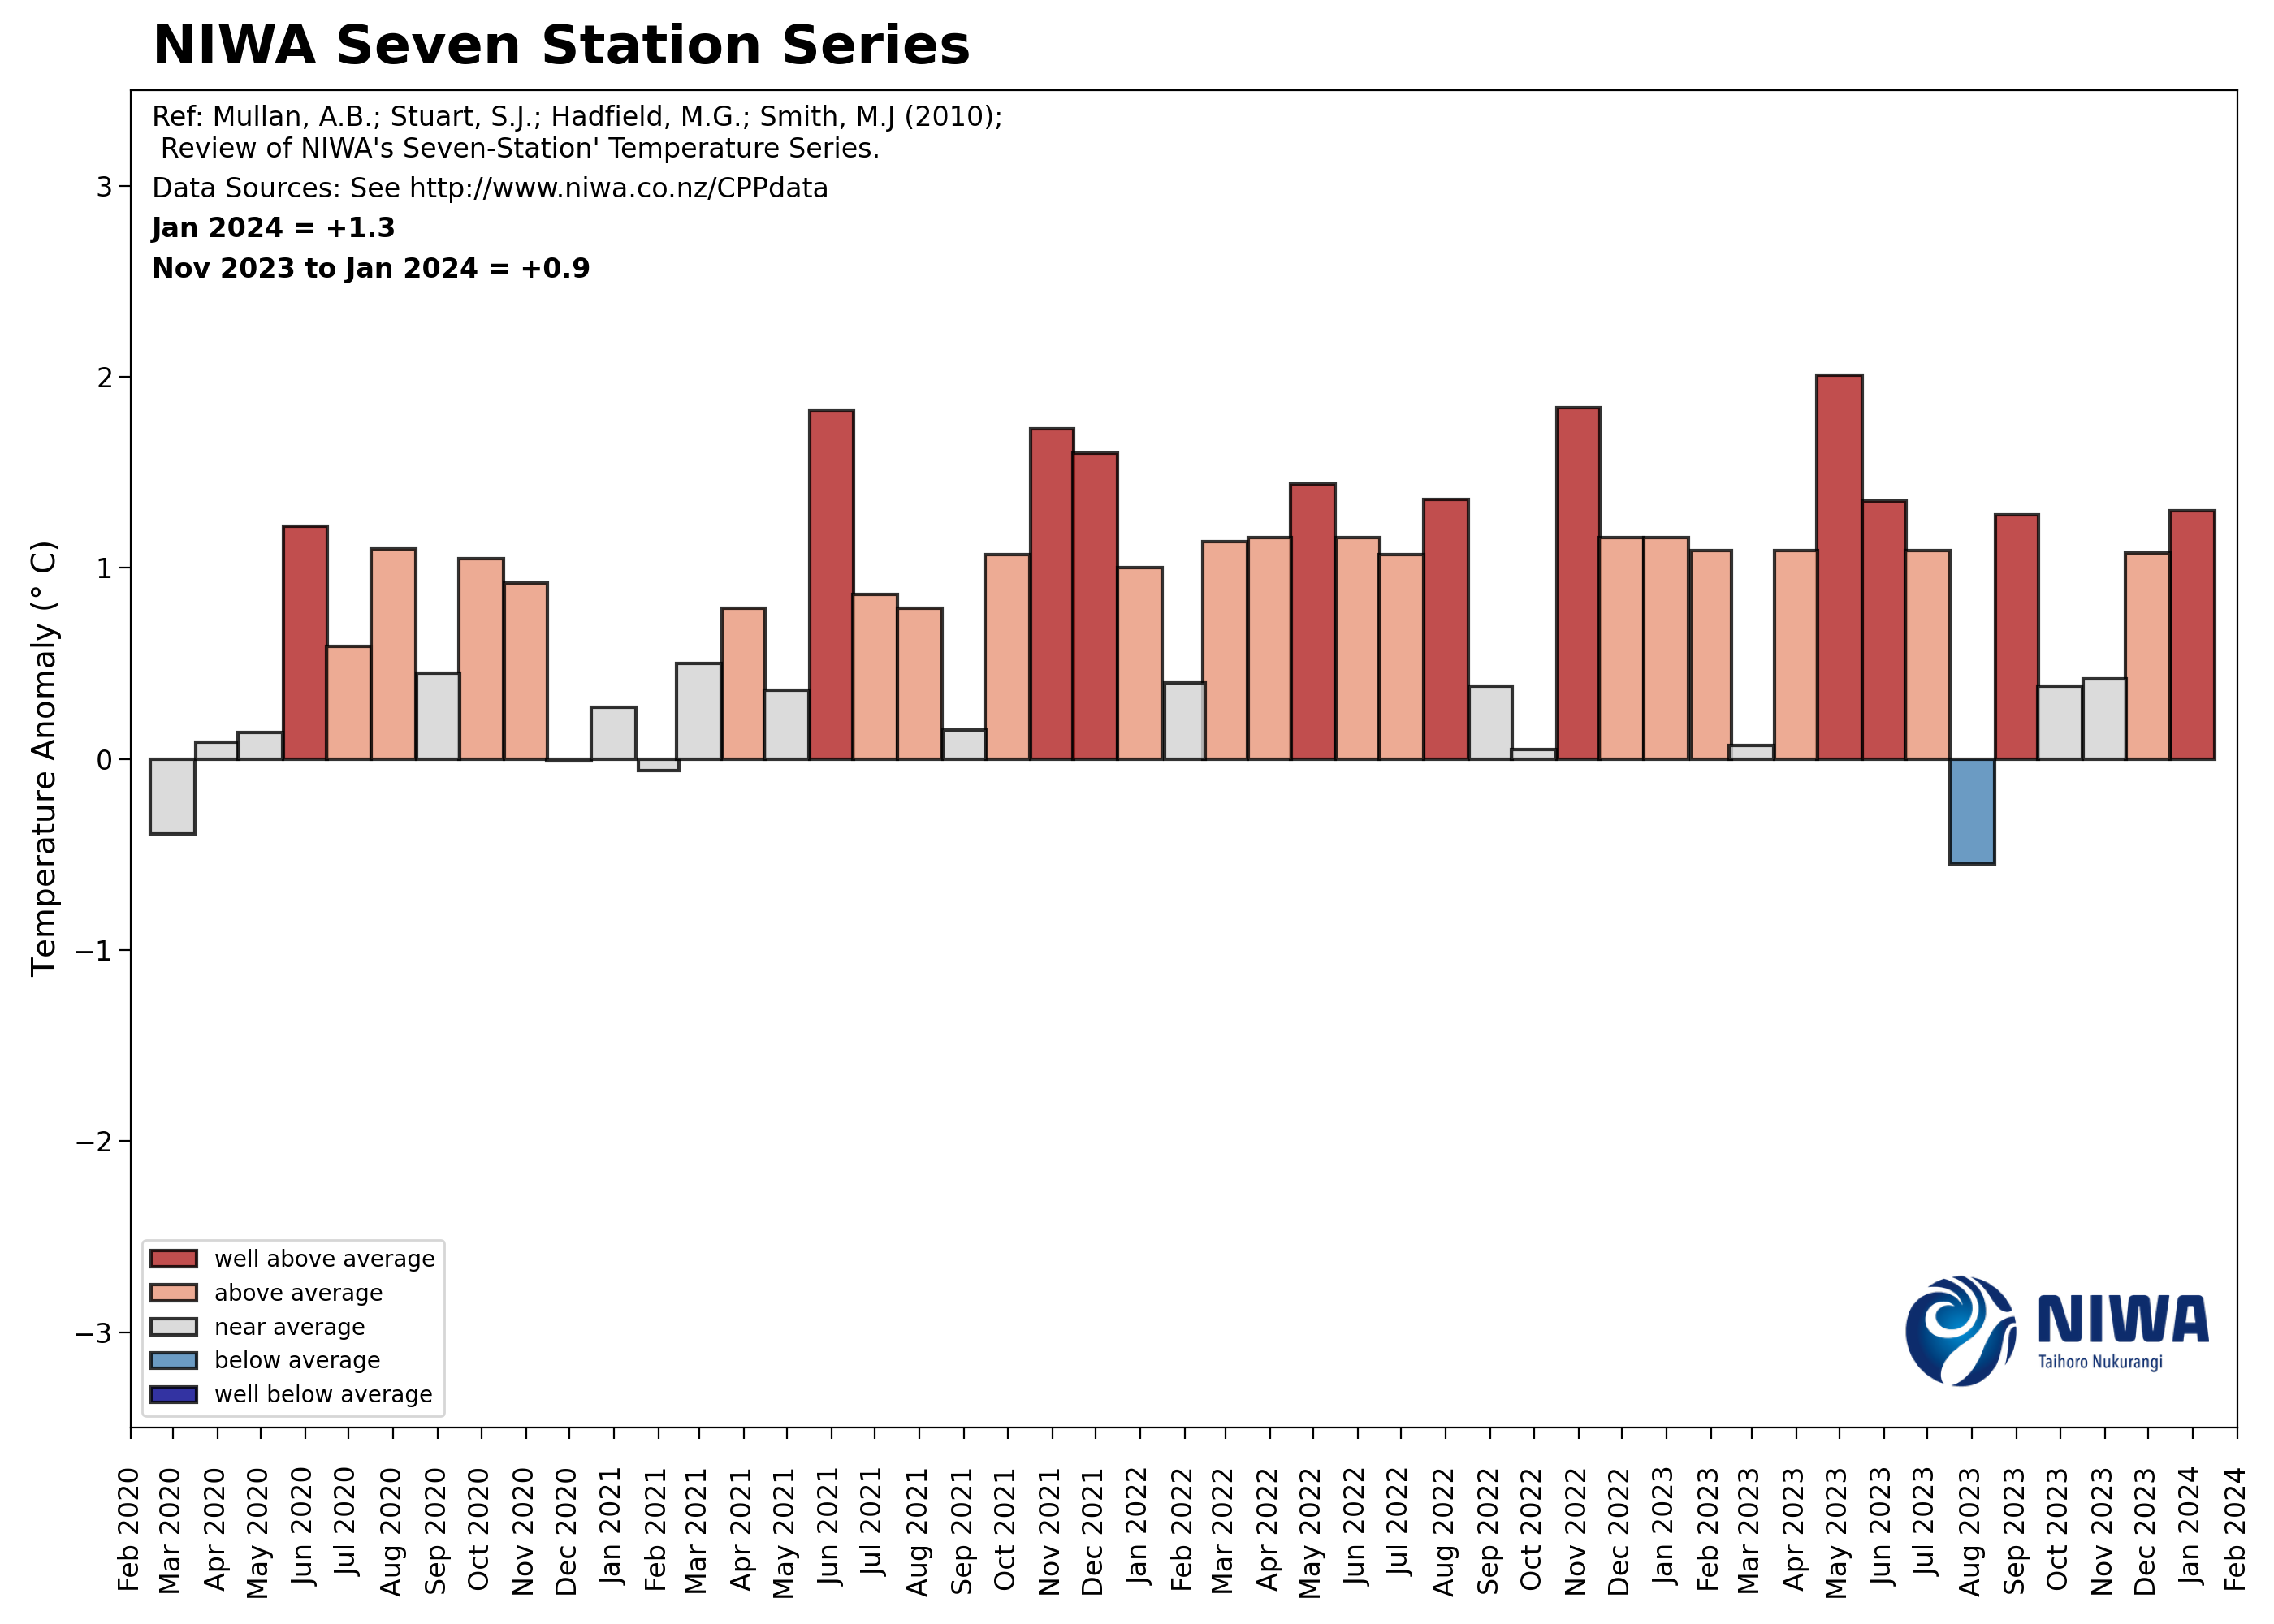 NIWA Seven Station Series
Ref: Mullan, A.B.; Stuart, S.J.; Hadfield, M.G.; Smith, M.J (2010);
Review of NIWA's Seven-Station' Temperature Series.
Data Sources: See http://www.niwa.co.nz/CPPdata
Jan 2024 = +1.3
Nov 2023 to Jan 2024 = +0.9
Temperature Anomaly (° C)
3
2
1
0
−1
−2
−3
well above average
above average
near average
below average
well below average
NIWA
Taihoro Nukurangi
Feb 2020
Mar 2020
Apr 2020
May 2020
Jun 2020
Jul 2020
Aug 2020
Sep 2020
Oct 2020
Nov 2020
Dec 2020
Jan 2021
Feb 2021
Mar 2021
Apr 2021
May 2021
Jun 2021
Jul 2021
Aug 2021
Sep 2021
Oct 2021
Nov 2021
Dec 2021
Jan 2022
Feb 2022
Mar 2022
Apr 2022
May 2022
Jun 2022
Jul 2022
Aug 2022
Sep 2022
Oct 2022
Nov 2022
Dec 2022
Jan 2023
Feb 2023
Mar 2023
Apr 2023
May 2023
Jun 2023
Jul 2023
Aug 2023
Sep 2023
Oct 2023
Nov 2023
Dec 2023
Jan 2024
Feb 2024